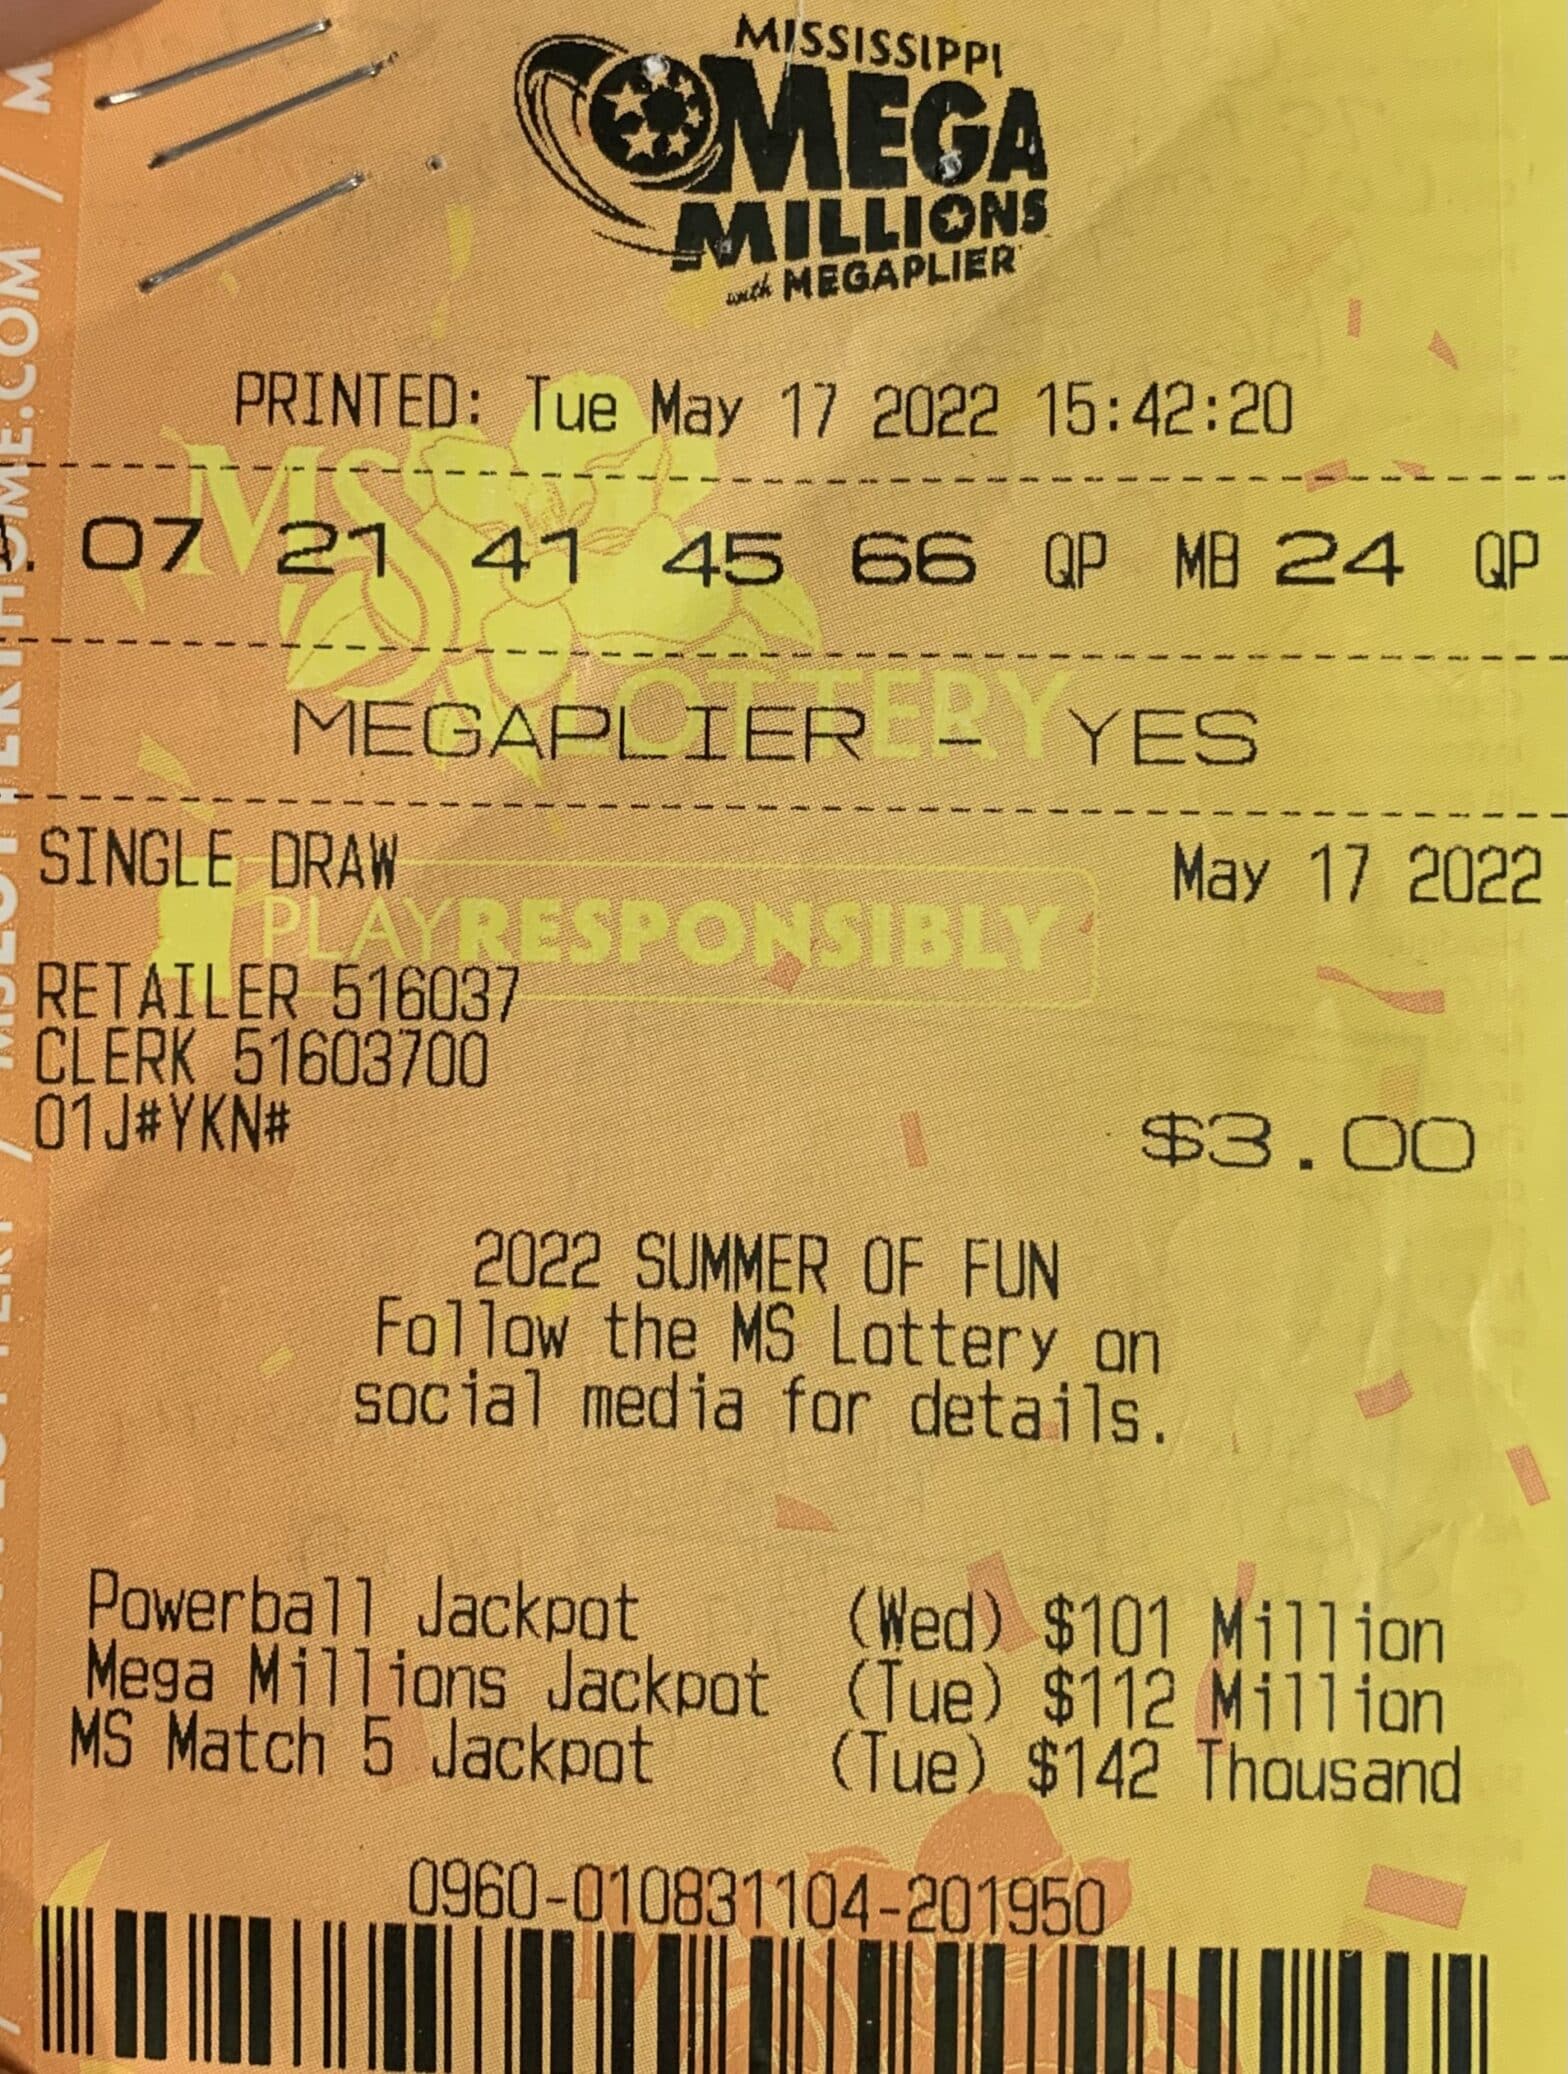 MISSISSIPPI
MEGA
MILLIONS
with MEGAPLIER
PRINTED: Tue May 17 2022 15:42:20
A. 07 21 41 45 66 QP MB 24 QP
MS
LOTTERY
MEGAPLIER - YES
SINGLE DRAW May 17 2022
PLAYRESPONSIBLY
RETAILER 516037
CLERK 51603700
01J#YKN#
$3.00
2022 SUMMER OF FUN
Follow the MS Lottery on
social media for details.
Powerball Jackpot (Wed) $101 Million
Mega Millions Jackpot (Tue) $112 Million
MS Match 5 Jackpot (Tue) $142 Thousand
0960-010831104-201950